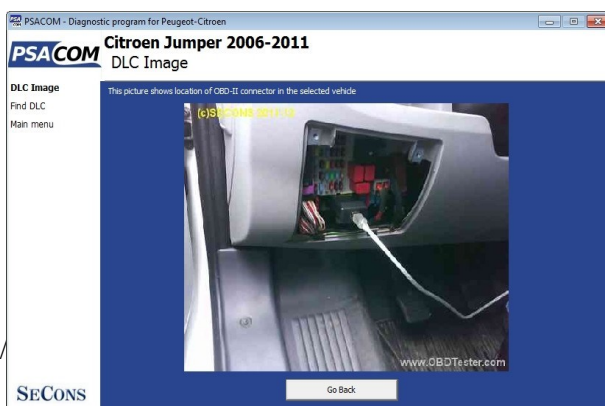 PSACOM - Diagnostic program for Peugeot-Citroen
PSACOM
Citroen Jumper 2006-2011
DLC Image
DLC Image
Find DLC
Main menu
This picture shows location of OBD-II connector in the selected vehicle
www.OBDTester.com
SECONS
Go Back